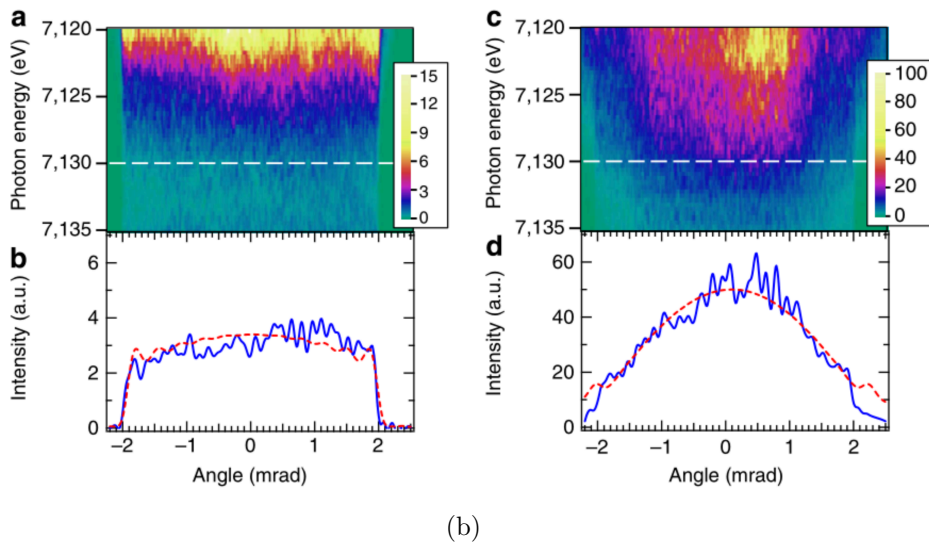 a
7,120
7,125
7,130
7,135
Photon energy (eV)
15
12
9
6
3
0
b
6
4
2
0
Intensity (a.u.)
−2 −1 0 1 2
Angle (mrad)
c
7,120
7,125
7,130
7,135
Photon energy (eV)
100
80
60
40
20
0
d
60
40
20
0
Intensity (a.u.)
−2 −1 0 1 2
Angle (mrad)
(b)